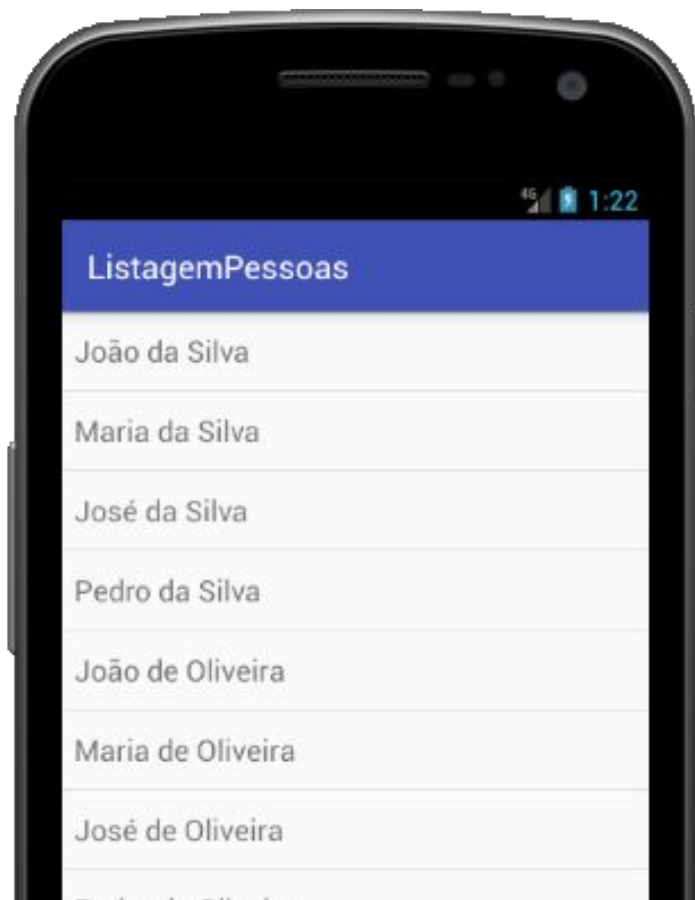 4G 1:22
ListagemPessoas
João da Silva
Maria da Silva
José da Silva
Pedro da Silva
João de Oliveira
Maria de Oliveira
José de Oliveira